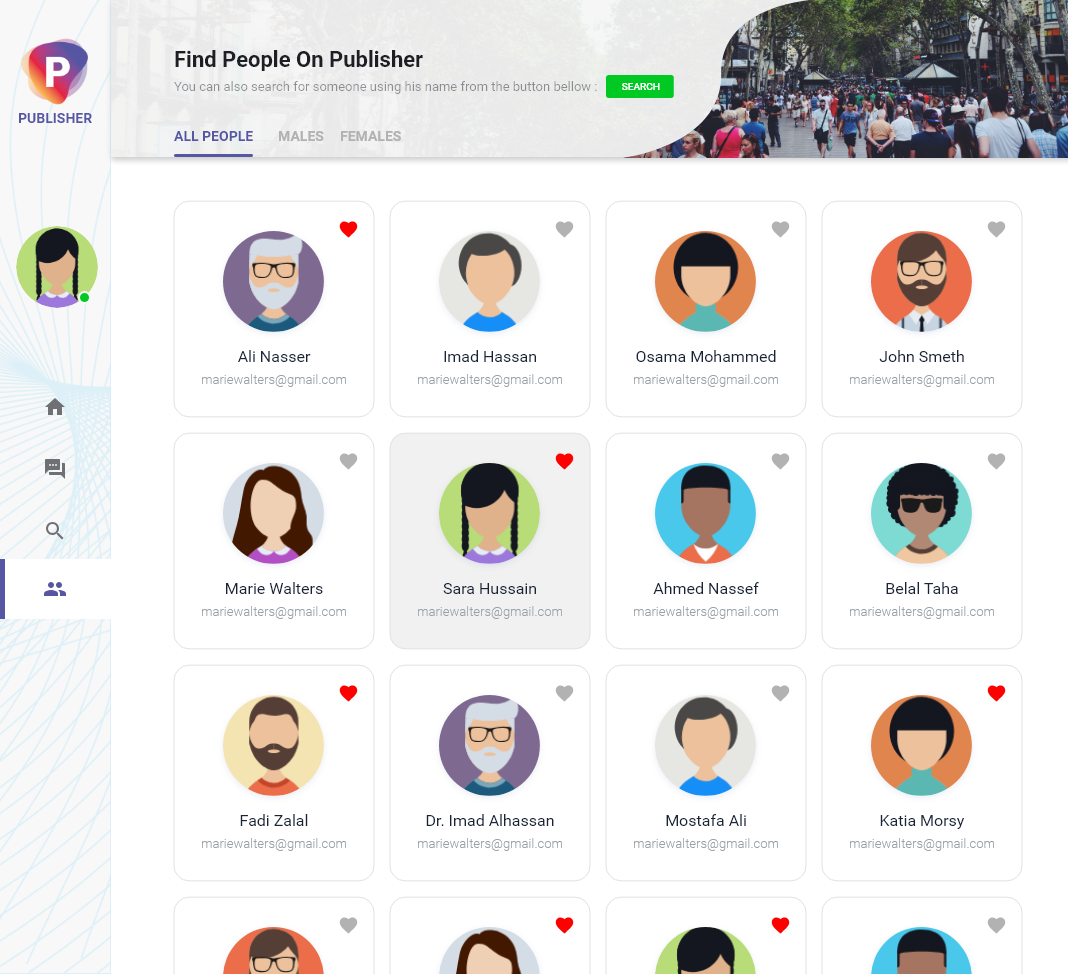 P
PUBLISHER
Find People On Publisher
You can also search for someone using his name from the button bellow :
SEARCH
ALL PEOPLE
MALES
FEMALES
Ali Nasser
mariewalters@gmail.com
Imad Hassan
mariewalters@gmail.com
Osama Mohammed
mariewalters@gmail.com
John Smeth
mariewalters@gmail.com
Marie Walters
mariewalters@gmail.com
Sara Hussain
mariewalters@gmail.com
Ahmed Nassef
mariewalters@gmail.com
Belal Taha
mariewalters@gmail.com
Fadi Zalal
mariewalters@gmail.com
Dr. Imad Alhassan
mariewalters@gmail.com
Mostafa Ali
mariewalters@gmail.com
Katia Morsy
mariewalters@gmail.com